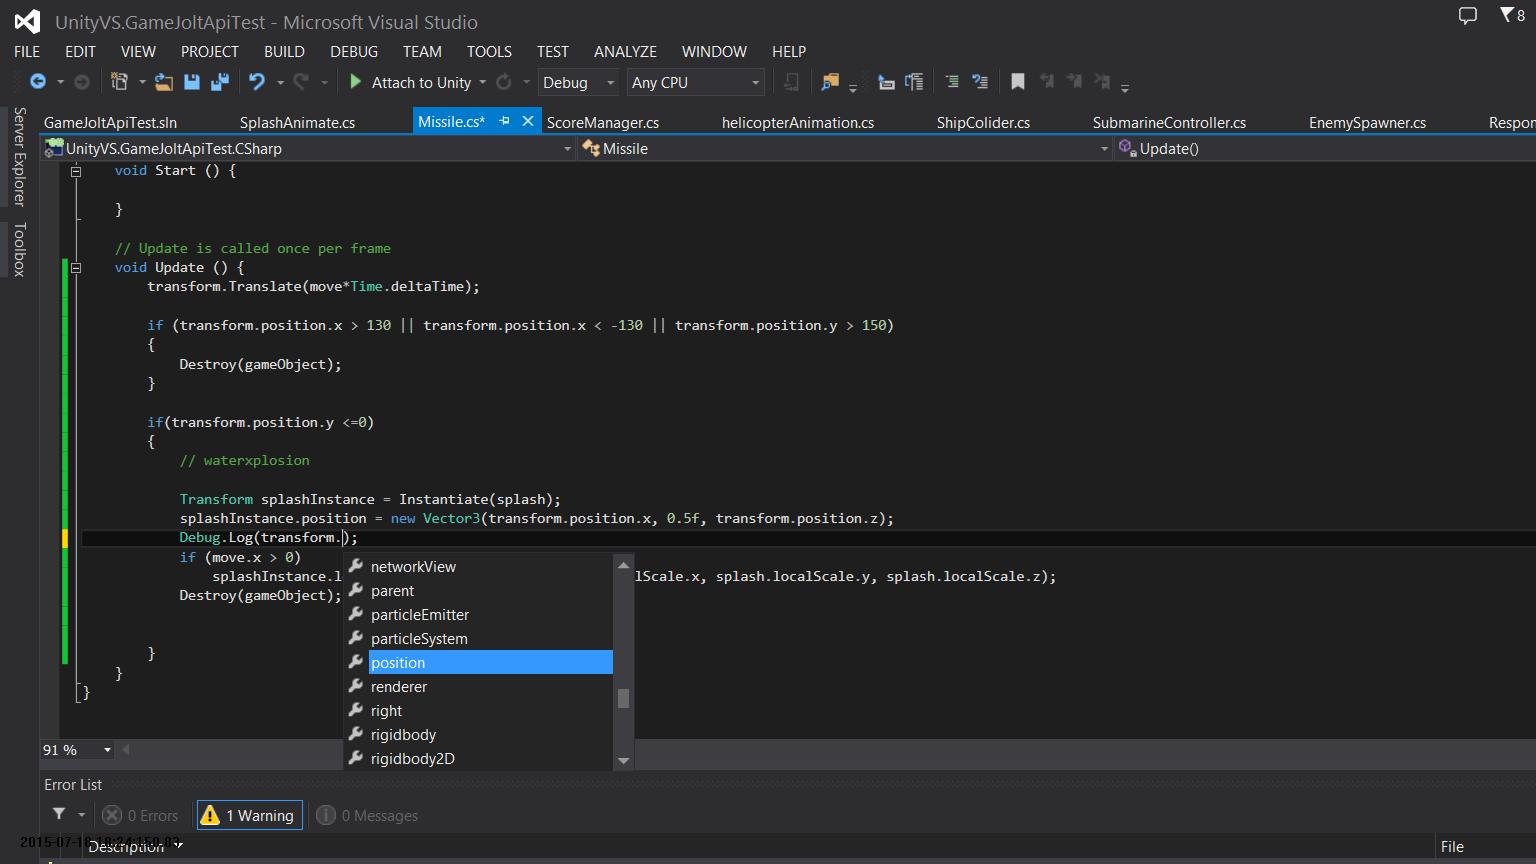 UnityVS.GameJoltApiTest - Microsoft Visual Studio
8
FILE EDIT VIEW PROJECT BUILD DEBUG TEAM TOOLS TEST ANALYZE WINDOW HELP
Attach to Unity Debug Any CPU
Server Explorer
Toolbox
GameJoltApiTest.sln SplashAnimate.cs Missile.cs* ScoreManager.cs helicopterAnimation.cs ShipColider.cs SubmarineController.cs EnemySpawner.cs Respon
UnityVS.GameJoltApiTest.CSharp Missile Update()
void Start () {
}
// Update is called once per frame
void Update () {
transform.Translate(move*Time.deltaTime);
if (transform.position.x > 130 || transform.position.x < -130 || transform.position.y > 150)
{
Destroy(gameObject);
}
if(transform.position.y <=0)
{
// waterxplosion
Transform splashInstance = Instantiate(splash);
splashInstance.position = new Vector3(transform.position.x, 0.5f, transform.position.z);
Debug.Log(transform.);
if (move.x > 0)
splashInstance.l lScale.x, splash.localScale.y, splash.localScale.z);
Destroy(gameObject);
}
}
}
networkView
parent
particleEmitter
particleSystem
position
renderer
right
rigidbody
rigidbody2D
91 %
Error List
0 Errors 1 Warning 0 Messages
Description File